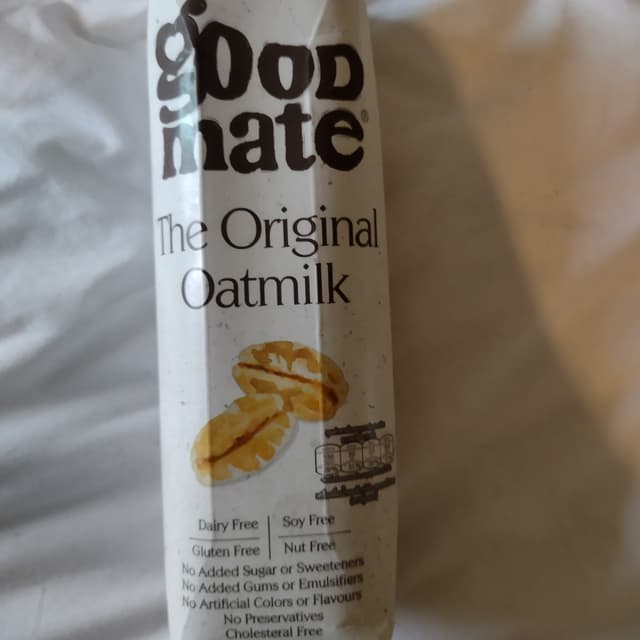 good
mate®
The Original
Oatmilk
Dairy Free
Soy Free
Gluten Free
Nut Free
No Added Sugar or Sweeteners
No Added Gums or Emulsifiers
No Artificial Colors or Flavours
No Preservatives
Cholesteral Free